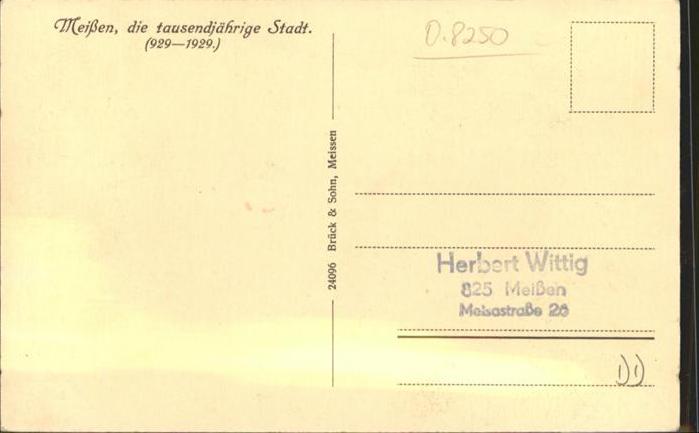 Meißen, die tausendjährige Stadt.
(929—1929.)
D.8250
24096 Brück & Sohn, Meissen
Herbert Wittig
825 Meißen
Meisastraße 26